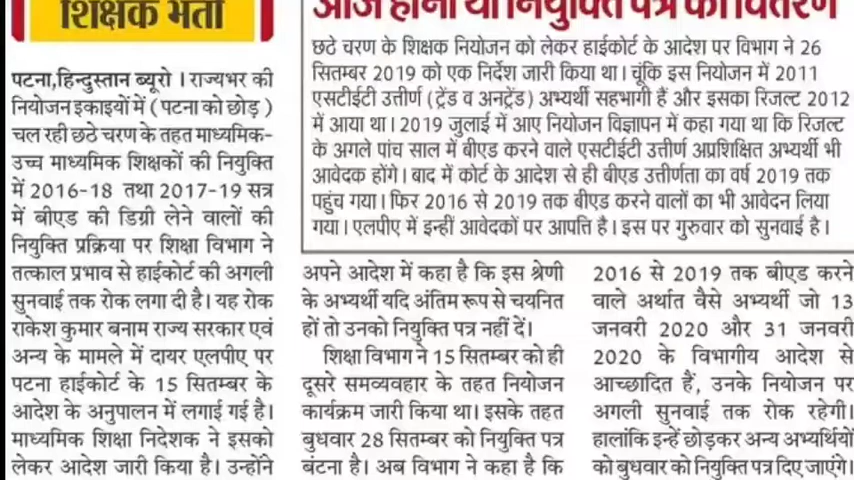 शिक्षक भर्ती
आज होना था नियुक्ति पत्र का वितरण
छठे चरण के शिक्षक नियोजन को लेकर हाईकोर्ट के आदेश पर विभाग ने 26
सितम्बर 2019 को एक निर्देश जारी किया था। चूंकि इस नियोजन में 2011
एसटीईटी उत्तीर्ण (ट्रेंड व अनट्रेंड) अभ्यर्थी सहभागी हैं और इसका रिजल्ट 2012
में आया था। 2019 जुलाई में आए नियोजन विज्ञापन में कहा गया था कि रिजल्ट
के अगले पांच साल में बीएड करने वाले एसटीईटी उत्तीर्ण अप्रशिक्षित अभ्यर्थी भी
आवेदक होंगे। बाद में कोर्ट के आदेश से ही बीएड उत्तीर्णता का वर्ष 2019 तक
पहुंच गया। फिर 2016 से 2019 तक बीएड करने वालों का भी आवेदन लिया
गया। एलपीए में इन्हीं आवेदकों पर आपत्ति है। इस पर गुरुवार को सुनवाई है।
पटना,हिन्दुस्तान ब्यूरो । राज्यभर की
नियोजन इकाइयों में ( पटना को छोड़ )
चल रही छठे चरण के तहत माध्यमिक-
उच्च माध्यमिक शिक्षकों की नियुक्ति
में 2016-18 तथा 2017-19 सत्र
में बीएड की डिग्री लेने वालों की
नियुक्ति प्रक्रिया पर शिक्षा विभाग ने
तत्काल प्रभाव से हाईकोर्ट की अगली
सुनवाई तक रोक लगा दी है। यह रोक
राकेश कुमार बनाम राज्य सरकार एवं
अन्य के मामले में दायर एलपीए पर
पटना हाईकोर्ट के 15 सितम्बर के
आदेश के अनुपालन में लगाई गई है।
माध्यमिक शिक्षा निदेशक ने इसको
लेकर आदेश जारी किया है। उन्होंने
अपने आदेश में कहा है कि इस श्रेणी
के अभ्यर्थी यदि अंतिम रूप से चयनित
हों तो उनको नियुक्ति पत्र नहीं दें।
शिक्षा विभाग ने 15 सितम्बर को ही
दूसरे समव्यवहार के तहत नियोजन
कार्यक्रम जारी किया था। इसके तहत
बुधवार 28 सितम्बर को नियुक्ति पत्र
बंटना है। अब विभाग ने कहा है कि
2016 से 2019 तक बीएड करने
वाले अर्थात वैसे अभ्यर्थी जो 13
जनवरी 2020 और 31 जनवरी
2020 के विभागीय आदेश से
आच्छादित हैं, उनके नियोजन पर
अगली सुनवाई तक रोक रहेगी।
हालांकि इन्हें छोड़कर अन्य अभ्यर्थियों
को बुधवार को नियुक्ति पत्र दिए जाएंगे।